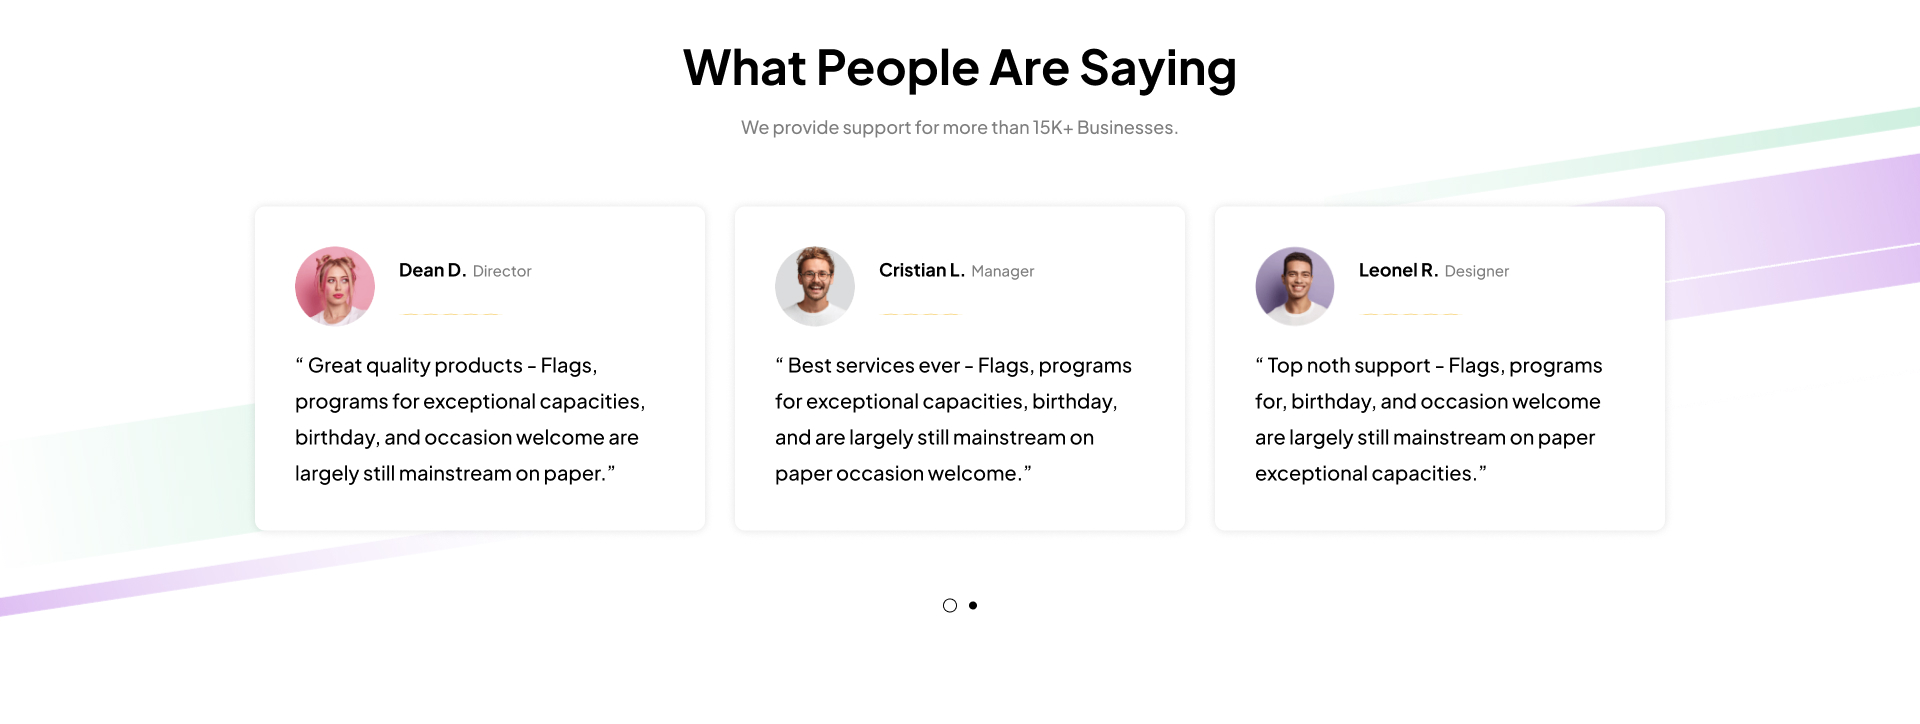 What People Are Saying
We provide support for more than 15K+ Businesses.
Dean D. Director
“ Great quality products - Flags,
programs for exceptional capacities,
birthday, and occasion welcome are
largely still mainstream on paper.”
Cristian L. Manager
“ Best services ever - Flags, programs
for exceptional capacities, birthday,
and are largely still mainstream on
paper occasion welcome.”
Leonel R. Designer
“ Top noth support - Flags, programs
for, birthday, and occasion welcome
are largely still mainstream on paper
exceptional capacities.”